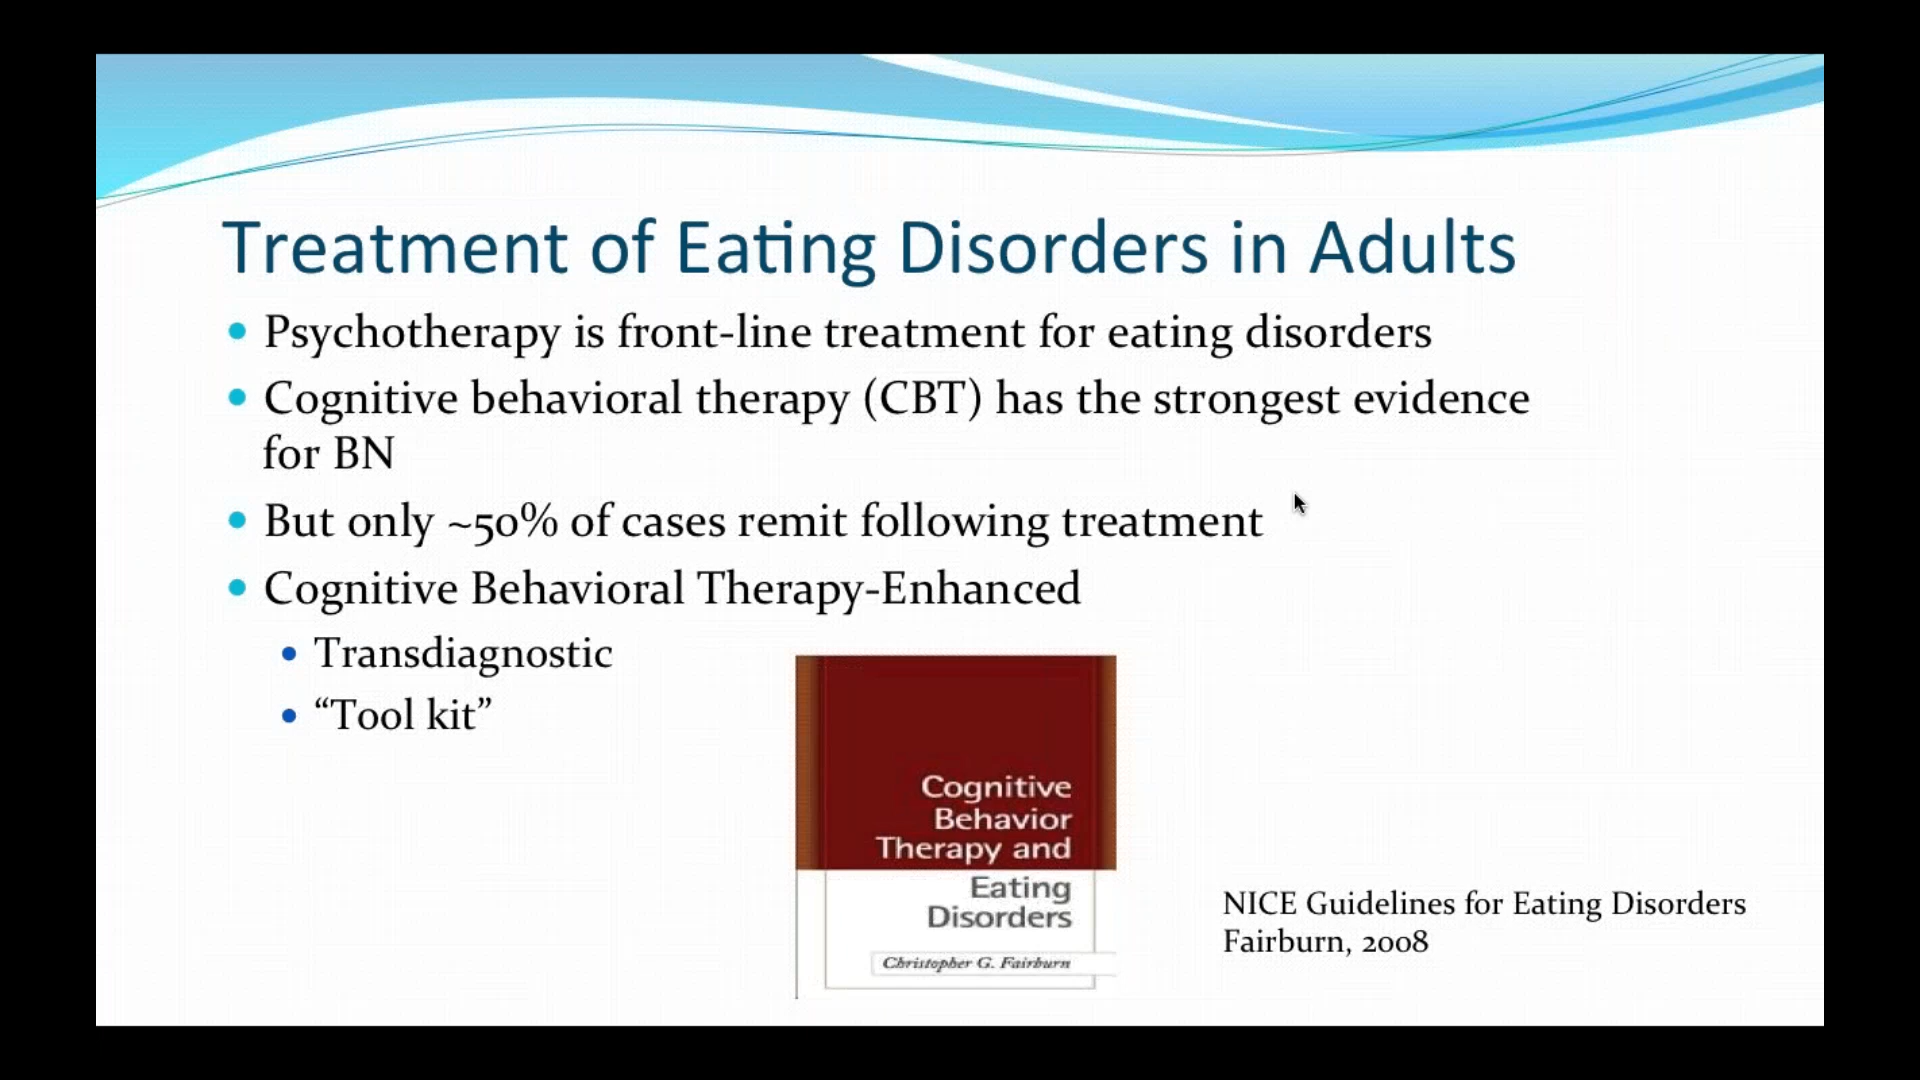 Treatment of Eating Disorders in Adults
• Psychotherapy is front-line treatment for eating disorders
• Cognitive behavioral therapy (CBT) has the strongest evidence
for BN
• But only ~50% of cases remit following treatment
• Cognitive Behavioral Therapy-Enhanced
• Transdiagnostic
• “Tool kit”
Cognitive
Behavior
Therapy and
Eating
Disorders
Christopher G. Fairburn
NICE Guidelines for Eating Disorders
Fairburn, 2008